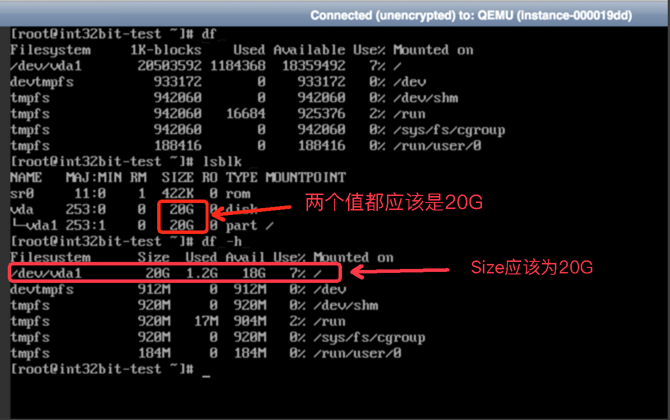 Connected (unencrypted) to: QEMU (instance-000019dd)
[root@int32bit-test ~]# df
Filesystem 1K-blocks Used Available Use% Mounted on
/dev/vda1 20503592 1184368 18359492 7% /
devtmpfs 933172 0 933172 0% /dev
tmpfs 942060 0 942060 0% /dev/shm
tmpfs 942060 16684 925376 2% /run
tmpfs 942060 0 942060 0% /sys/fs/cgroup
tmpfs 188416 0 188416 0% /run/user/0
[root@int32bit-test ~]# lsblk
NAME MAJ:MIN RM SIZE RO TYPE MOUNTPOINT
sr0 11:0 1 422K 0 rom
vda 253:0 0 20G 0 disk
└─vda1 253:1 0 20G 0 part /
两个值都应该是20G
[root@int32bit-test ~]# df -h
Filesystem Size Used Avail Use% Mounted on
/dev/vda1 20G 1.2G 18G 7% /
Size应该为20G
devtmpfs 912M 0 912M 0% /dev
tmpfs 920M 0 920M 0% /dev/shm
tmpfs 920M 17M 904M 2% /run
tmpfs 920M 0 920M 0% /sys/fs/cgroup
tmpfs 184M 0 184M 0% /run/user/0
[root@int32bit-test ~]# _